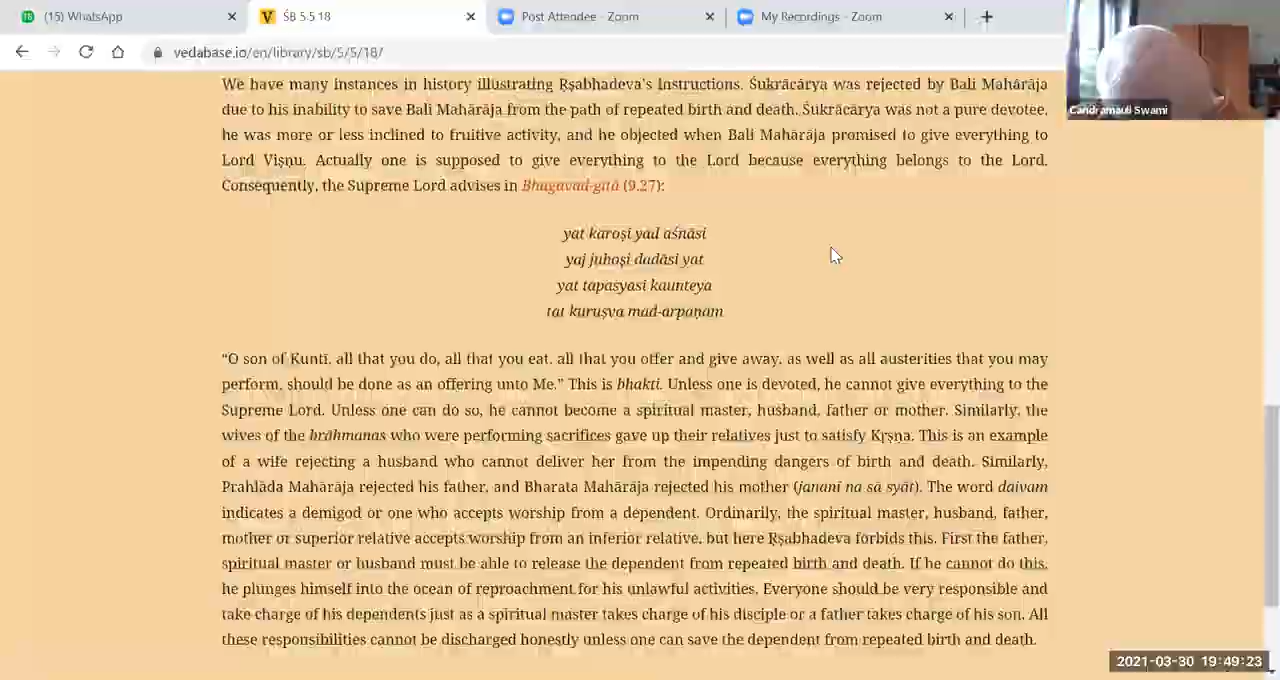 (15) WhatsApp
ŚB 5.5 18
Post Attendee - Zoom
My Recordings - Zoom
vedabase.io/en/library/sb/5/5/18/
Candramauli Swami
We have many instances in history illustrating Ṛṣabhadeva's instructions. Śukrācārya was rejected by Bali Mahārāja
due to his inability to save Bali Mahārāja from the path of repeated birth and death. Śukrācārya was not a pure devotee,
he was more or less inclined to fruitive activity, and he objected when Bali Mahārāja promised to give everything to
Lord Viṣṇu. Actually one is supposed to give everything to the Lord because everything belongs to the Lord.
Consequently, the Supreme Lord advises in Bhagavad-gītā (9.27):
yat karoṣi yad aśnāsi
yaj juhoṣi dadāsi yat
yat tapasyasi kaunteya
tat kuruṣva mad-arpaṇam
“O son of Kuntī, all that you do, all that you eat, all that you offer and give away, as well as all austerities that you may
perform, should be done as an offering unto Me.” This is bhakti. Unless one is devoted, he cannot give everything to the
Supreme Lord. Unless one can do so, he cannot become a spiritual master, husband, father or mother. Similarly, the
wives of the brāhmaṇas who were performing sacrifices gave up their relatives just to satisfy Kṛṣṇa. This is an example
of a wife rejecting a husband who cannot deliver her from the impending dangers of birth and death. Similarly,
Prahlāda Mahārāja rejected his father, and Bharata Mahārāja rejected his mother (jananī na sā syāt). The word daivam
indicates a demigod or one who accepts worship from a dependent. Ordinarily, the spiritual master, husband, father,
mother or superior relative accepts worship from an inferior relative, but here Ṛṣabhadeva forbids this. First the father,
spiritual master or husband must be able to release the dependent from repeated birth and death. If he cannot do this,
he plunges himself into the ocean of reproachment for his unlawful activities. Everyone should be very responsible and
take charge of his dependents just as a spiritual master takes charge of his disciple or a father takes charge of his son. All
these responsibilities cannot be discharged honestly unless one can save the dependent from repeated birth and death.
2021-03-30 19:49:23